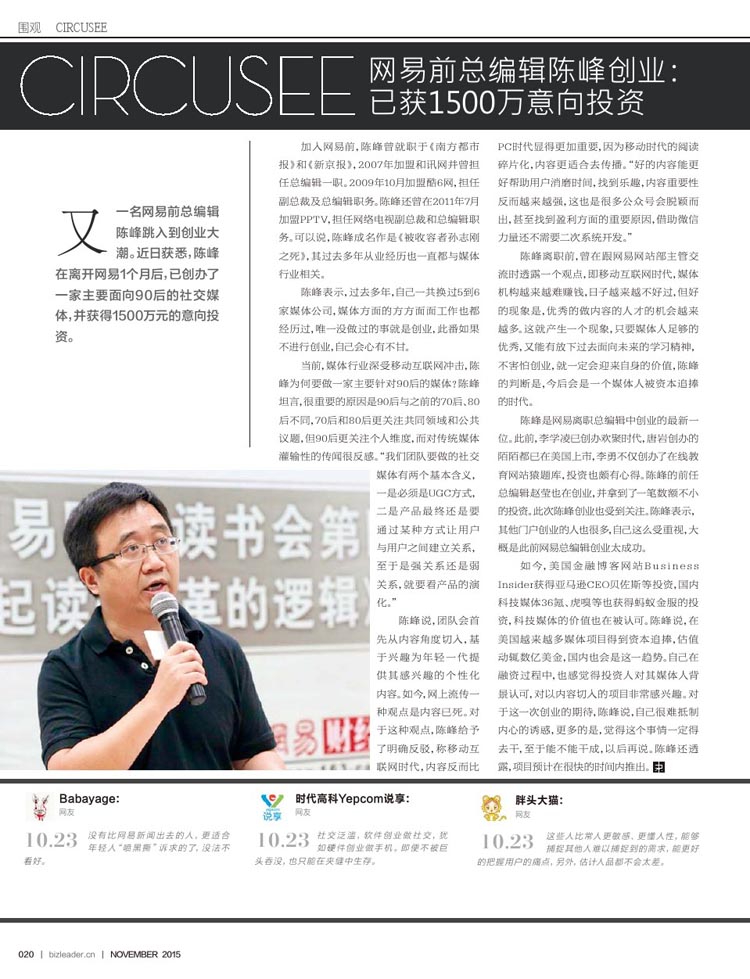 围观 CIRCUSEE
CIRCUSEE
网易前总编辑陈峰创业：
已获1500万意向投资
又一名网易前总编辑
陈峰跳入到创业大
潮。近日获悉，陈峰
在离开网易1个月后，已创办了
一家主要面向90后的社交媒
体，并获得1500万元的意向投
资。
加入网易前，陈峰曾就职于《南方都市
报》和《新京报》，2007年加盟和讯网并曾担
任总编辑一职。2009年10月加盟酷6网，担任
副总裁及总编辑职务。陈峰还曾在2011年7月
加盟PPTV，担任网络电视副总裁和总编辑职
务。可以说，陈峰成名作是《被收容者孙志刚
之死》，其过去多年从业经历也一直都与媒体
行业相关。
陈峰表示，过去多年，自己一共换过5到6
家媒体公司，媒体方面的方方面面工作也都
经历过，唯一没做过的事就是创业，此番如果
不进行创业，自己会心有不甘。
当前，媒体行业深受移动互联网冲击，陈
峰为何要做一家主要针对90后的媒体？陈峰
坦言，很重要的原因是90后与之前的70后、80
后不同，70后和80后更关注共同领域和公共
议题，但90后更关注个人维度，而对传统媒体
灌输性的传闻很反感。“我们团队要做的社交
媒体有两个基本含义，
一是必须是UGC方式，
二是产品最终还是要
通过某种方式让用户
与用户之间建立关系，
至于是强关系还是弱
关系，就要看产品的演
化。”
陈峰说，团队会首
先从内容角度切入，基
于兴趣为年轻一代提
供其感兴趣的个性化
内容。如今，网上流传一
种观点是内容已死。对
于这种观点，陈峰给予
了明确反驳，称移动互
联网时代，内容反而比
PC时代显得更加重要，因为移动时代的阅读
碎片化，内容更适合去传播。“好的内容能更
好帮助用户消磨时间，找到乐趣，内容重要性
反而越来越强，这也是很多公众号会脱颖而
出，甚至找到盈利方面的重要原因，借助微信
力量还不需要二次系统开发。”
陈峰离职前，曾在跟网易网站部主管交
流时透露一个观点，即移动互联网时代，媒体
机构越来越难赚钱，日子越来越不好过，但好
的现象是，优秀的做内容的人才的机会越来
越多。这就产生一个现象，只要媒体人足够的
优秀，又能有放下过去面向未来的学习精神，
不害怕创业，就一定会迎来自身的价值，陈峰
的判断是，今后会是一个媒体人被资本追捧
的时代。
陈峰是网易离职总编辑中创业的最新一
位。此前，李学凌已创办欢聚时代，唐岩创办的
陌陌都已在美国上市，李勇不仅创办了在线教
育网站猿题库，投资也颇有心得。陈峰的前任
总编辑赵莹也在创业，并拿到了一笔数额不小
的投资。此次陈峰创业也受到关注。陈峰表示，
其他门户创业的人也很多，自己这么受重视，大
概是此前网易总编辑创业太成功。
如今，美国金融博客网站Business
Insider获得亚马逊CEO贝佐斯等投资，国内
科技媒体36氪、虎嗅等也获得蚂蚁金服的投
资，科技媒体的价值也在被认可。陈峰说，在
美国越来越多媒体项目得到资本追捧，估值
动辄数亿美金，国内也会是这一趋势。自己在
融资过程中，也感觉得投资人对其媒体人背
景认可，对以内容切入的项目非常感兴趣。对
于这一次创业的期待，陈峰说，自己很难抵制
内心的诱惑，更多的是，觉得这个事情一定得
去干，至于能不能干成，以后再说。陈峰还透
露，项目预计在很快的时间内推出。
易 读书会第
起读 革的逻辑》
易财经
Babayage：
网友
10.23 没有比网易新闻出去的人，更适合
年轻人“喷黑撕”诉求的了，没法不
看好。
说享
时代高科Yepcom说享：
网友
10.23 社交泛滥，软件创业做社交，犹
如硬件创业做手机。即便不被巨
头吞没，也只能在夹缝中生存。
胖头大猫：
网友
10.23 这些人比常人更敏感、更懂人性，能够
捕捉其他人难以捕捉到的需求，能更好
的把握用户的痛点，另外，估计人品都不会太差。
020 | bizleader.cn | NOVEMBER 2015